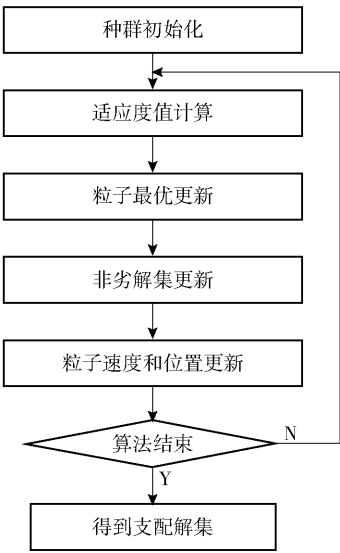 种群初始化
适应度值计算
粒子最优更新
非劣解集更新
粒子速度和位置更新
算法结束
N
Y
得到支配解集